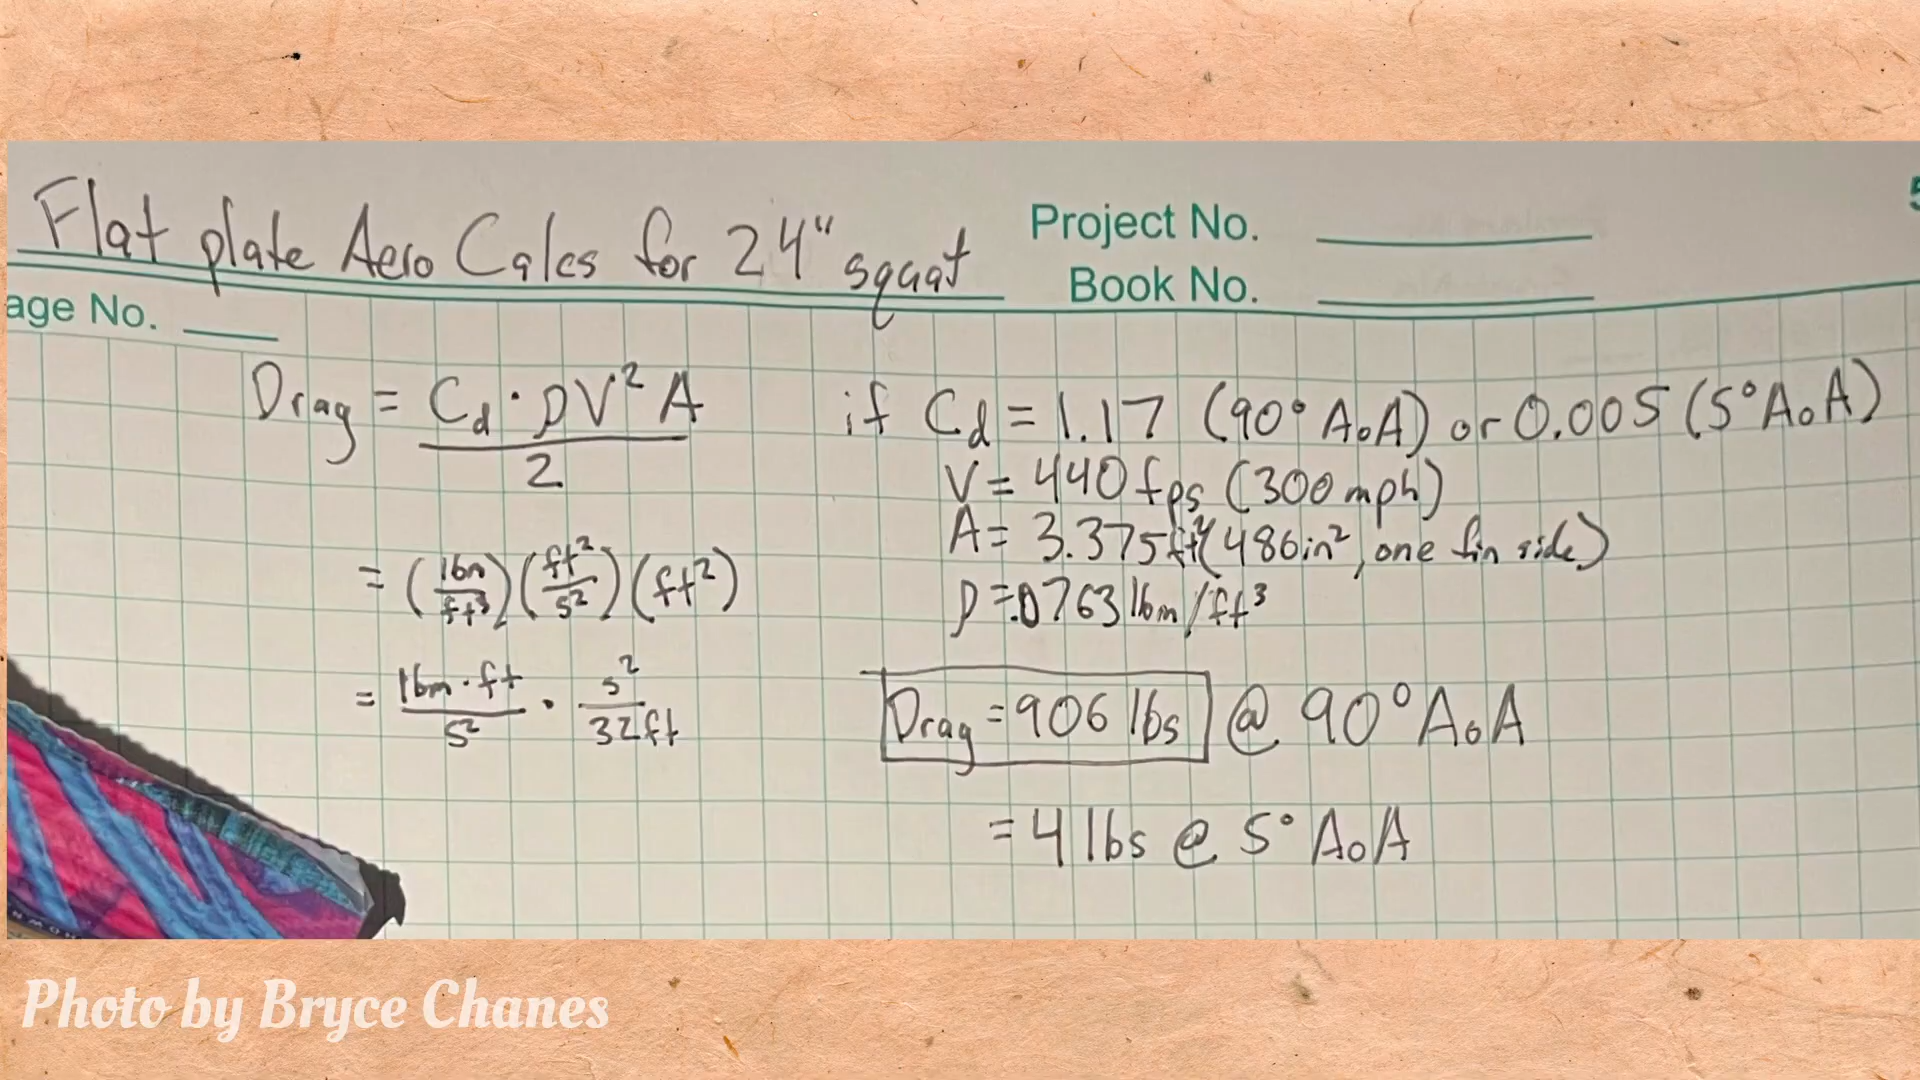 Flat plate Aero Calcs for 24" squat
Project No.
Book No.
5
age No.
Drag = Cd · ρV² A / 2
= (lbm/ft³)(ft²/s²)(ft²)
= lbm·ft/s² · s²/32ft
if Cd = 1.17 (90° AoA) or 0.005 (5° AoA)
V = 440 fps (300 mph)
A = 3.375 ft² (486 in², one fin side)
ρ = .0763 lbm/ft³
Drag = 906 lbs @ 90° AoA
= 4 lbs @ 5° AoA
Photo by Bryce Chanes